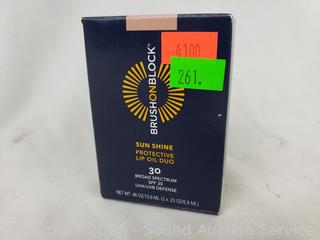 4100
261.
BRUSHONBLOCK®
SUN SHINE
PROTECTIVE
LIP OIL DUO
30
BROAD SPECTRUM
SPF 30
UVA/UVB DEFENSE
NET WT .46 OZ/13.6 ML (2 x .23 OZ/6.8 ML)
Copyright 2025 - Sound Auction Service